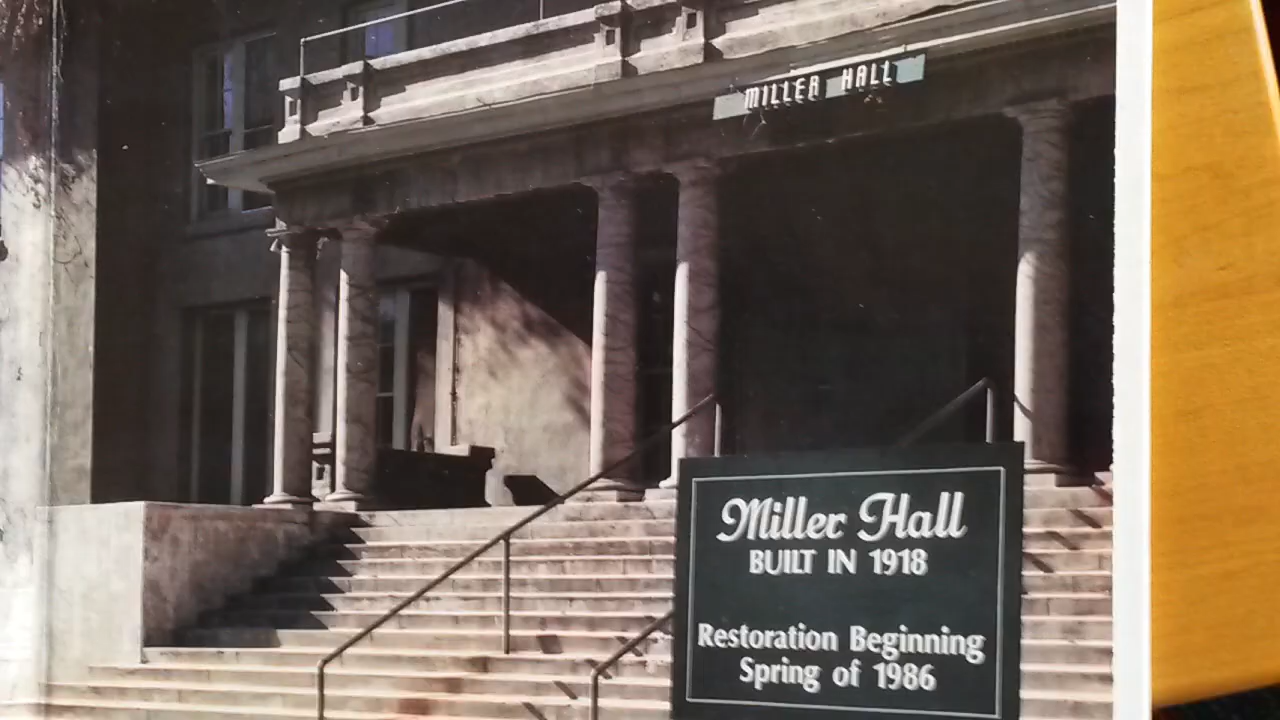 MILLER HALL
Miller Hall
BUILT IN 1918
Restoration Beginning
Spring of 1986